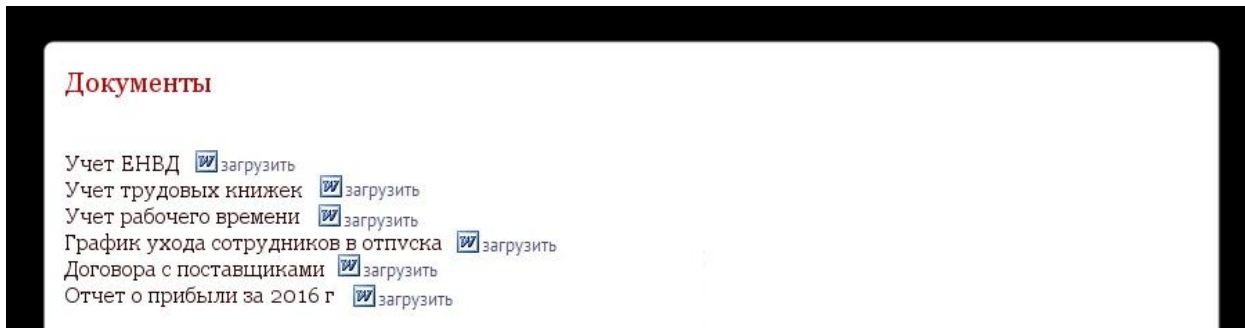 Документы
Учет ЕНВД загрузить
Учет трудовых книжек загрузить
Учет рабочего времени загрузить
График ухода сотрудников в отпуска загрузить
Договора с поставщиками загрузить
Отчет о прибыли за 2016 г загрузить